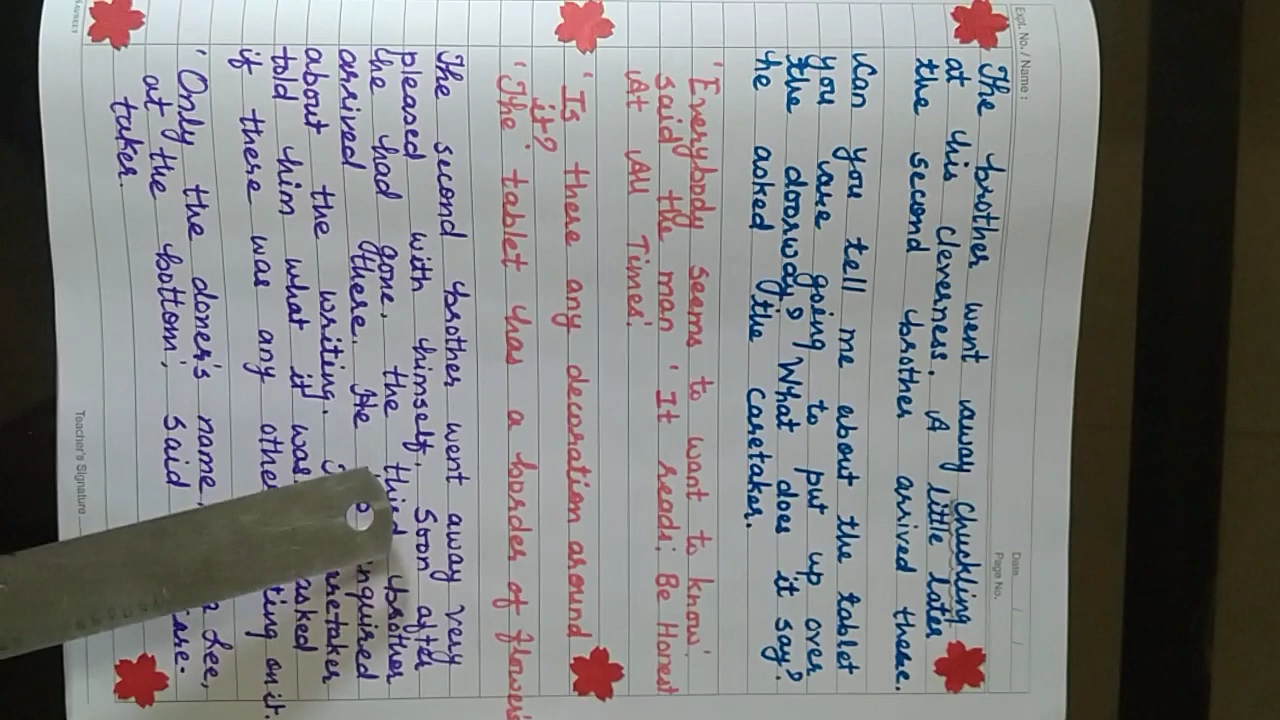 Expt. No./ Name :
Date / /
Page No.
The brother went away chuckling
at his cleverness. A little later
the second brother arrived there.
Can you tell me about the tablet
you are going to put up over
the doorway? What does it say?
he asked the caretaker.
'Everybody seems to want to know'.
said the man 'It reads; Be Honest
At All Times'.
'Is there any decoration around
it?
'The tablet has a border of flowers
The second brother went away very
pleased with himself. Soon after
he had gone, the third brother
arrived there. He inquired
about the writing.
told him what it was asked
if there was any other on it.
'Only the doner's name, Lee,
at the bottom', said
taker.
Teacher's Signature